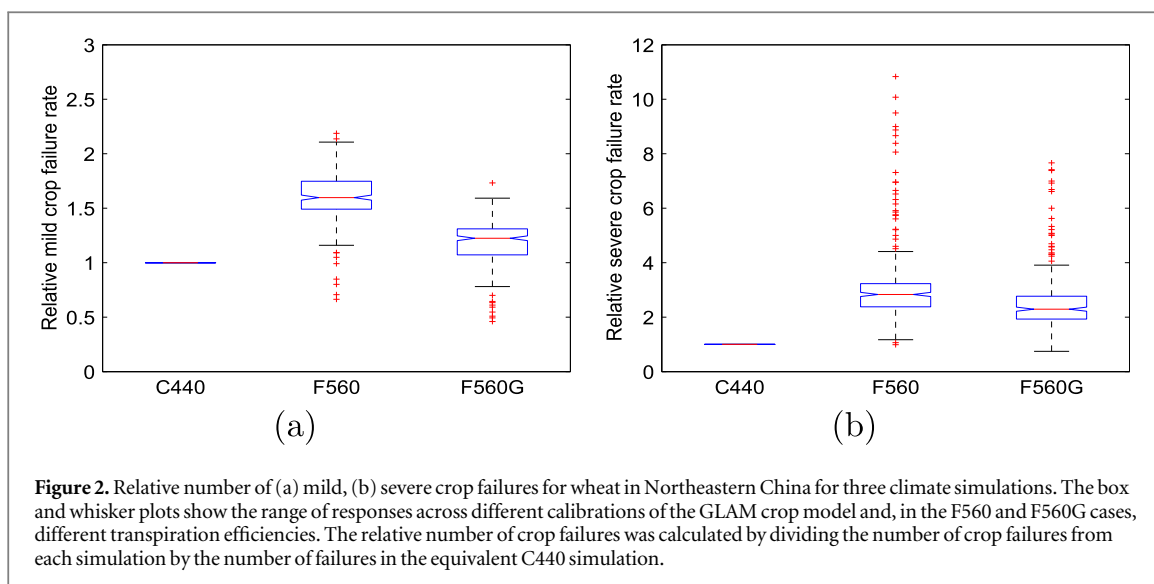 3
2.5
2
1.5
1
0.5
0
Relative mild crop failure rate
C440 F560 F560G
(a)
12
10
8
6
4
2
0
Relative severe crop failure rate
C440 F560 F560G
(b)
Figure 2. Relative number of (a) mild, (b) severe crop failures for wheat in Northeastern China for three climate simulations. The box
and whisker plots show the range of responses across different calibrations of the GLAM crop model and, in the F560 and F560G cases,
different transpiration efficiencies. The relative number of crop failures was calculated by dividing the number of crop failures from
each simulation by the number of failures in the equivalent C440 simulation.